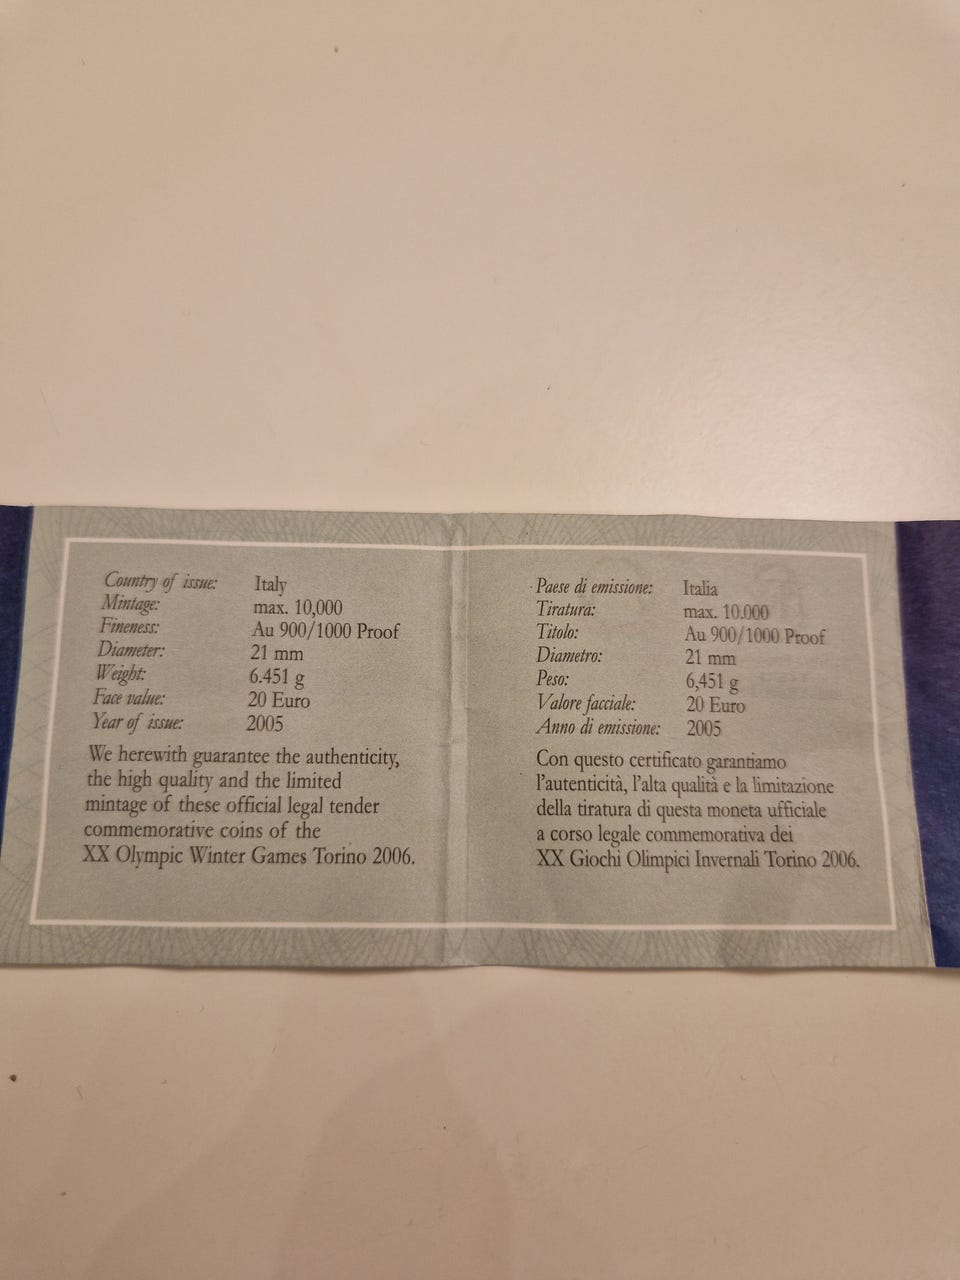 Country of issue: Italy
Mintage: max. 10,000
Fineness: Au 900/1000 Proof
Diameter: 21 mm
Weight: 6.451 g
Face value: 20 Euro
Year of issue: 2005
We herewith guarantee the authenticity,
the high quality and the limited
mintage of these official legal tender
commemorative coins of the
XX Olympic Winter Games Torino 2006.
Paese di emissione: Italia
Tiratura: max. 10.000
Titolo: Au 900/1000 Proof
Diametro: 21 mm
Peso: 6,451 g
Valore facciale: 20 Euro
Anno di emissione: 2005
Con questo certificato garantiamo
l'autenticità, l'alta qualità e la limitazione
della tiratura di questa moneta ufficiale
a corso legale commemorativa dei
XX Giochi Olimpici Invernali Torino 2006.